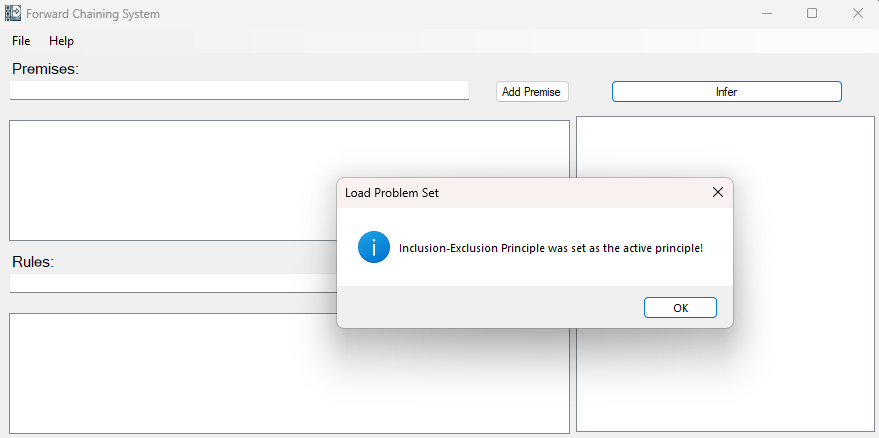 Forward Chaining System
File Help
Premises:
Add Premise
Infer
Load Problem Set
Inclusion-Exclusion Principle was set as the active principle!
Rules:
OK